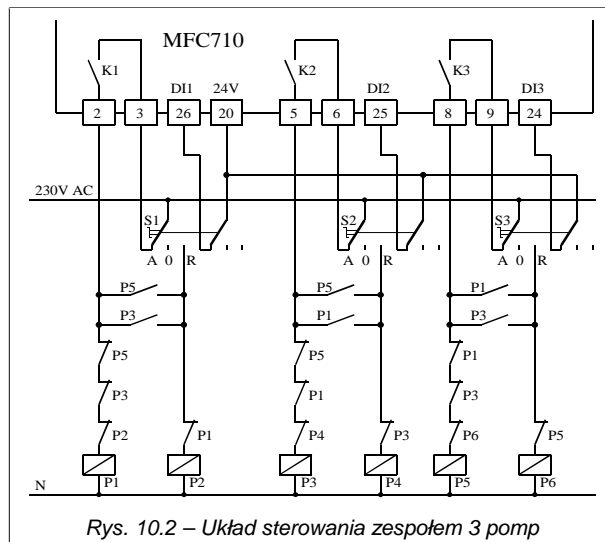 MFC710
K1 K2 K3
DI1 24V DI2 DI3
2 3 26 20 5 6 25 8 9 24
230V AC
S1 S2 S3
A 0 R A 0 R A 0 R
P5 P5 P1
P3 P1 P3
P5 P5 P1
P3 P1 P3
P2 P1 P4 P3 P6 P5
N P1 P2 P3 P4 P5 P6
Rys. 10.2 – Układ sterowania zespołem 3 pomp